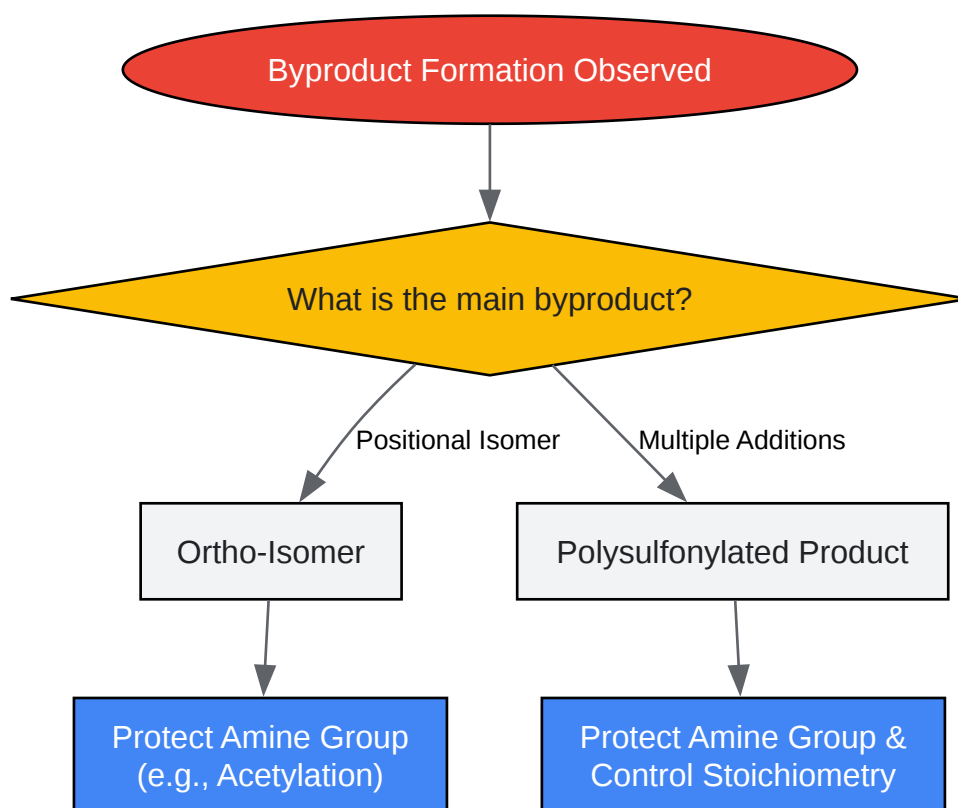 Byproduct Formation Observed
What is the main byproduct?
Positional Isomer
Multiple Additions
Ortho-Isomer
Polysulfonylated Product
Protect Amine Group
(e.g., Acetylation)
Protect Amine Group &
Control Stoichiometry